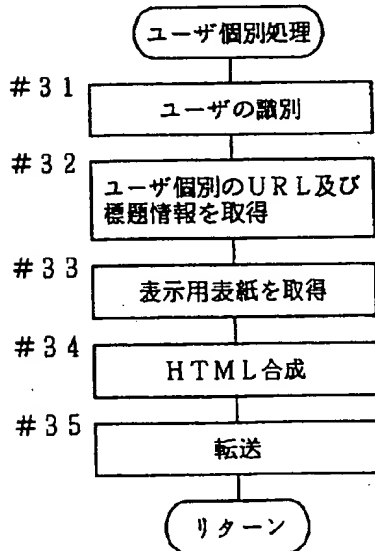 ユーザ個別処理
#31
ユーザの識別
#32
ユーザ個別のURL及び
標題情報を取得
#33
表示用表紙を取得
#34
HTML合成
#35
転送
リターン